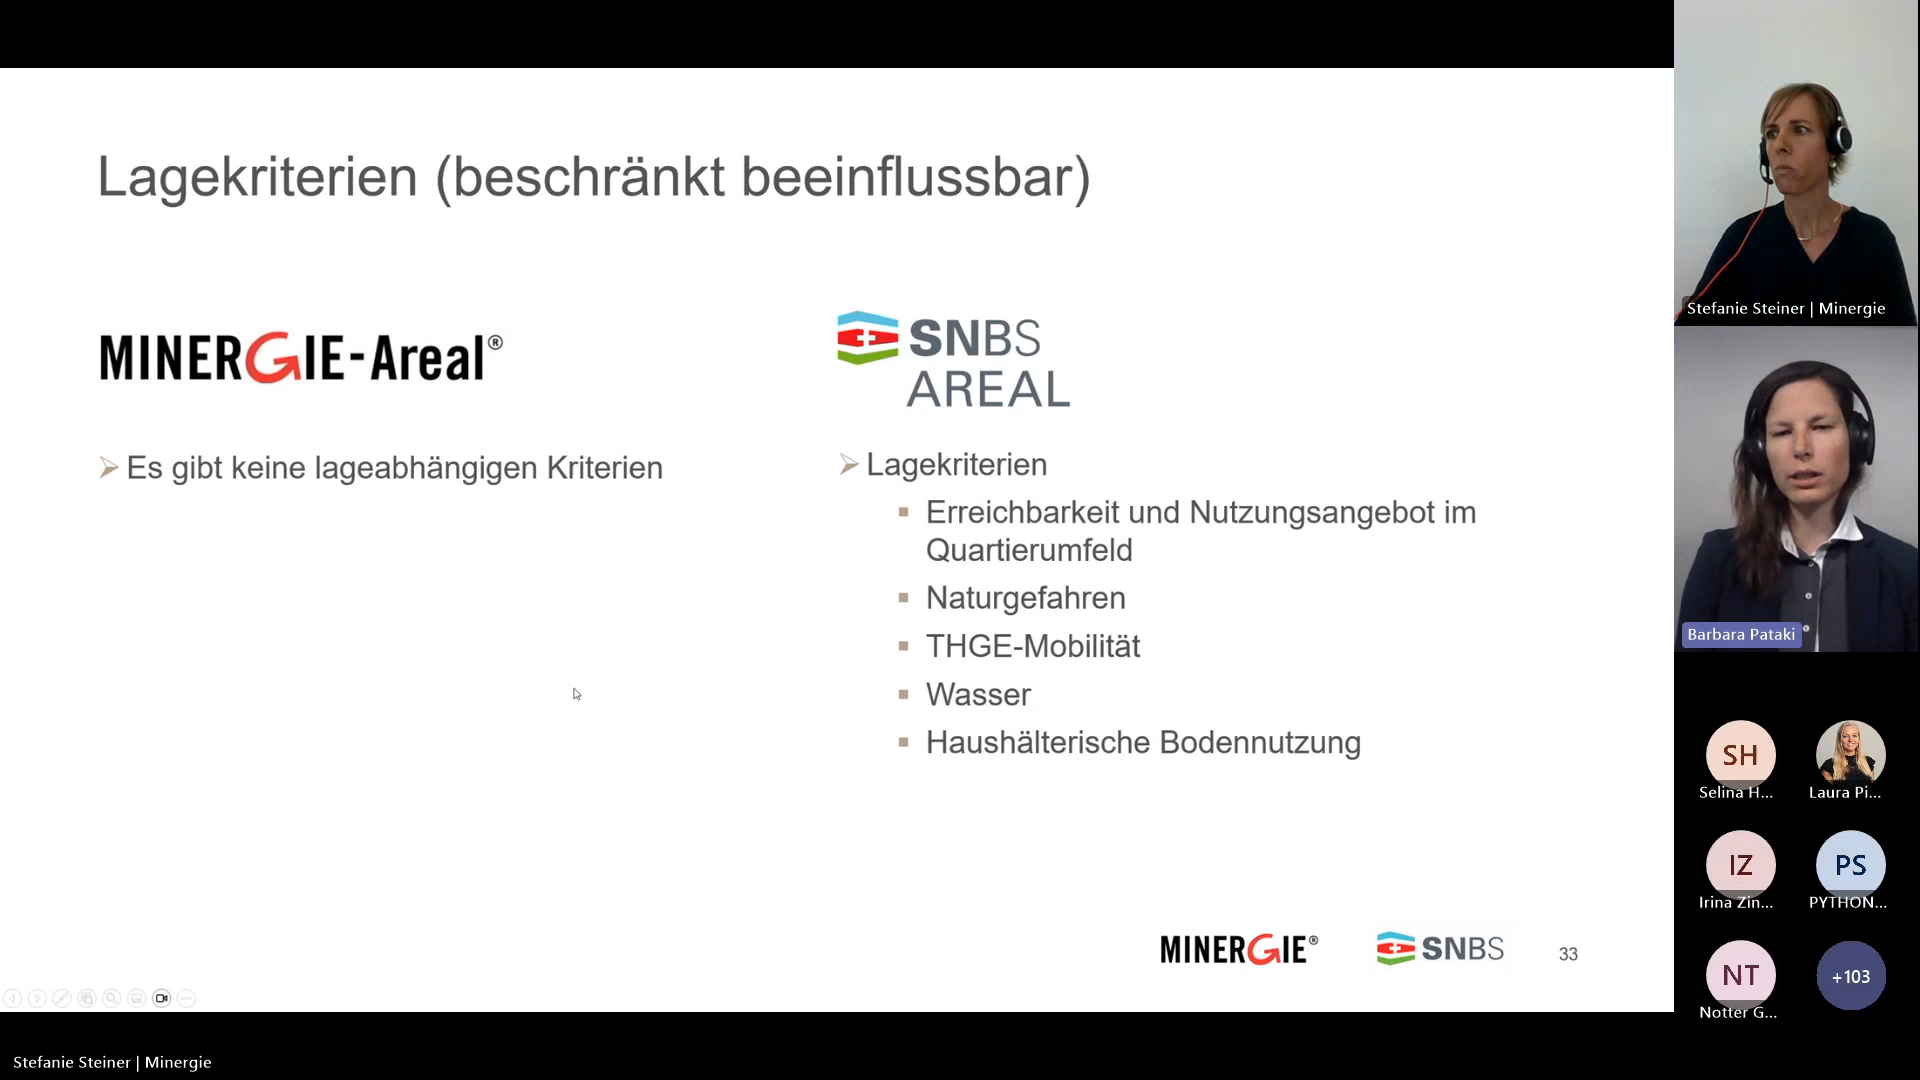 Lagekriterien (beschränkt beeinflussbar)
MINERGIE-Areal®
Es gibt keine lageabhängigen Kriterien
SNBS
AREAL
Lagekriterien
Erreichbarkeit und Nutzungsangebot im
Quartierumfeld
Naturgefahren
THGE-Mobilität
Wasser
Haushälterische Bodennutzung
MINERGIE®
SNBS
33
Stefanie Steiner | Minergie
Barbara Pataki
SH
Selina H...
Laura Pi...
IZ
Irina Zin...
PS
PYTHON...
NT
Notter G...
+103
Stefanie Steiner | Minergie